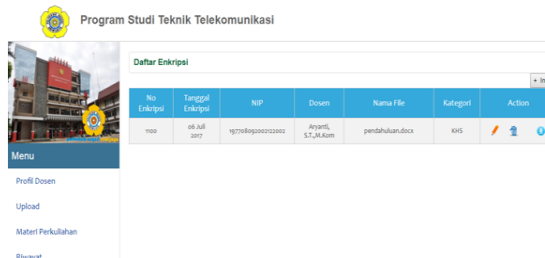 Program Studi Teknik Telekomunikasi
Daftar Enkripsi
+ In
No Enkripsi
Tanggal Enkripsi
NIP
Dosen
Nama File
Kategori
Action
1100
06 Juli 2017
197708092002122002
Aryanti, S.T.,M.Kom
pendahuluan.docx
KHS
Menu
Profil Dosen
Upload
Materi Perkuliahan
Riwayat